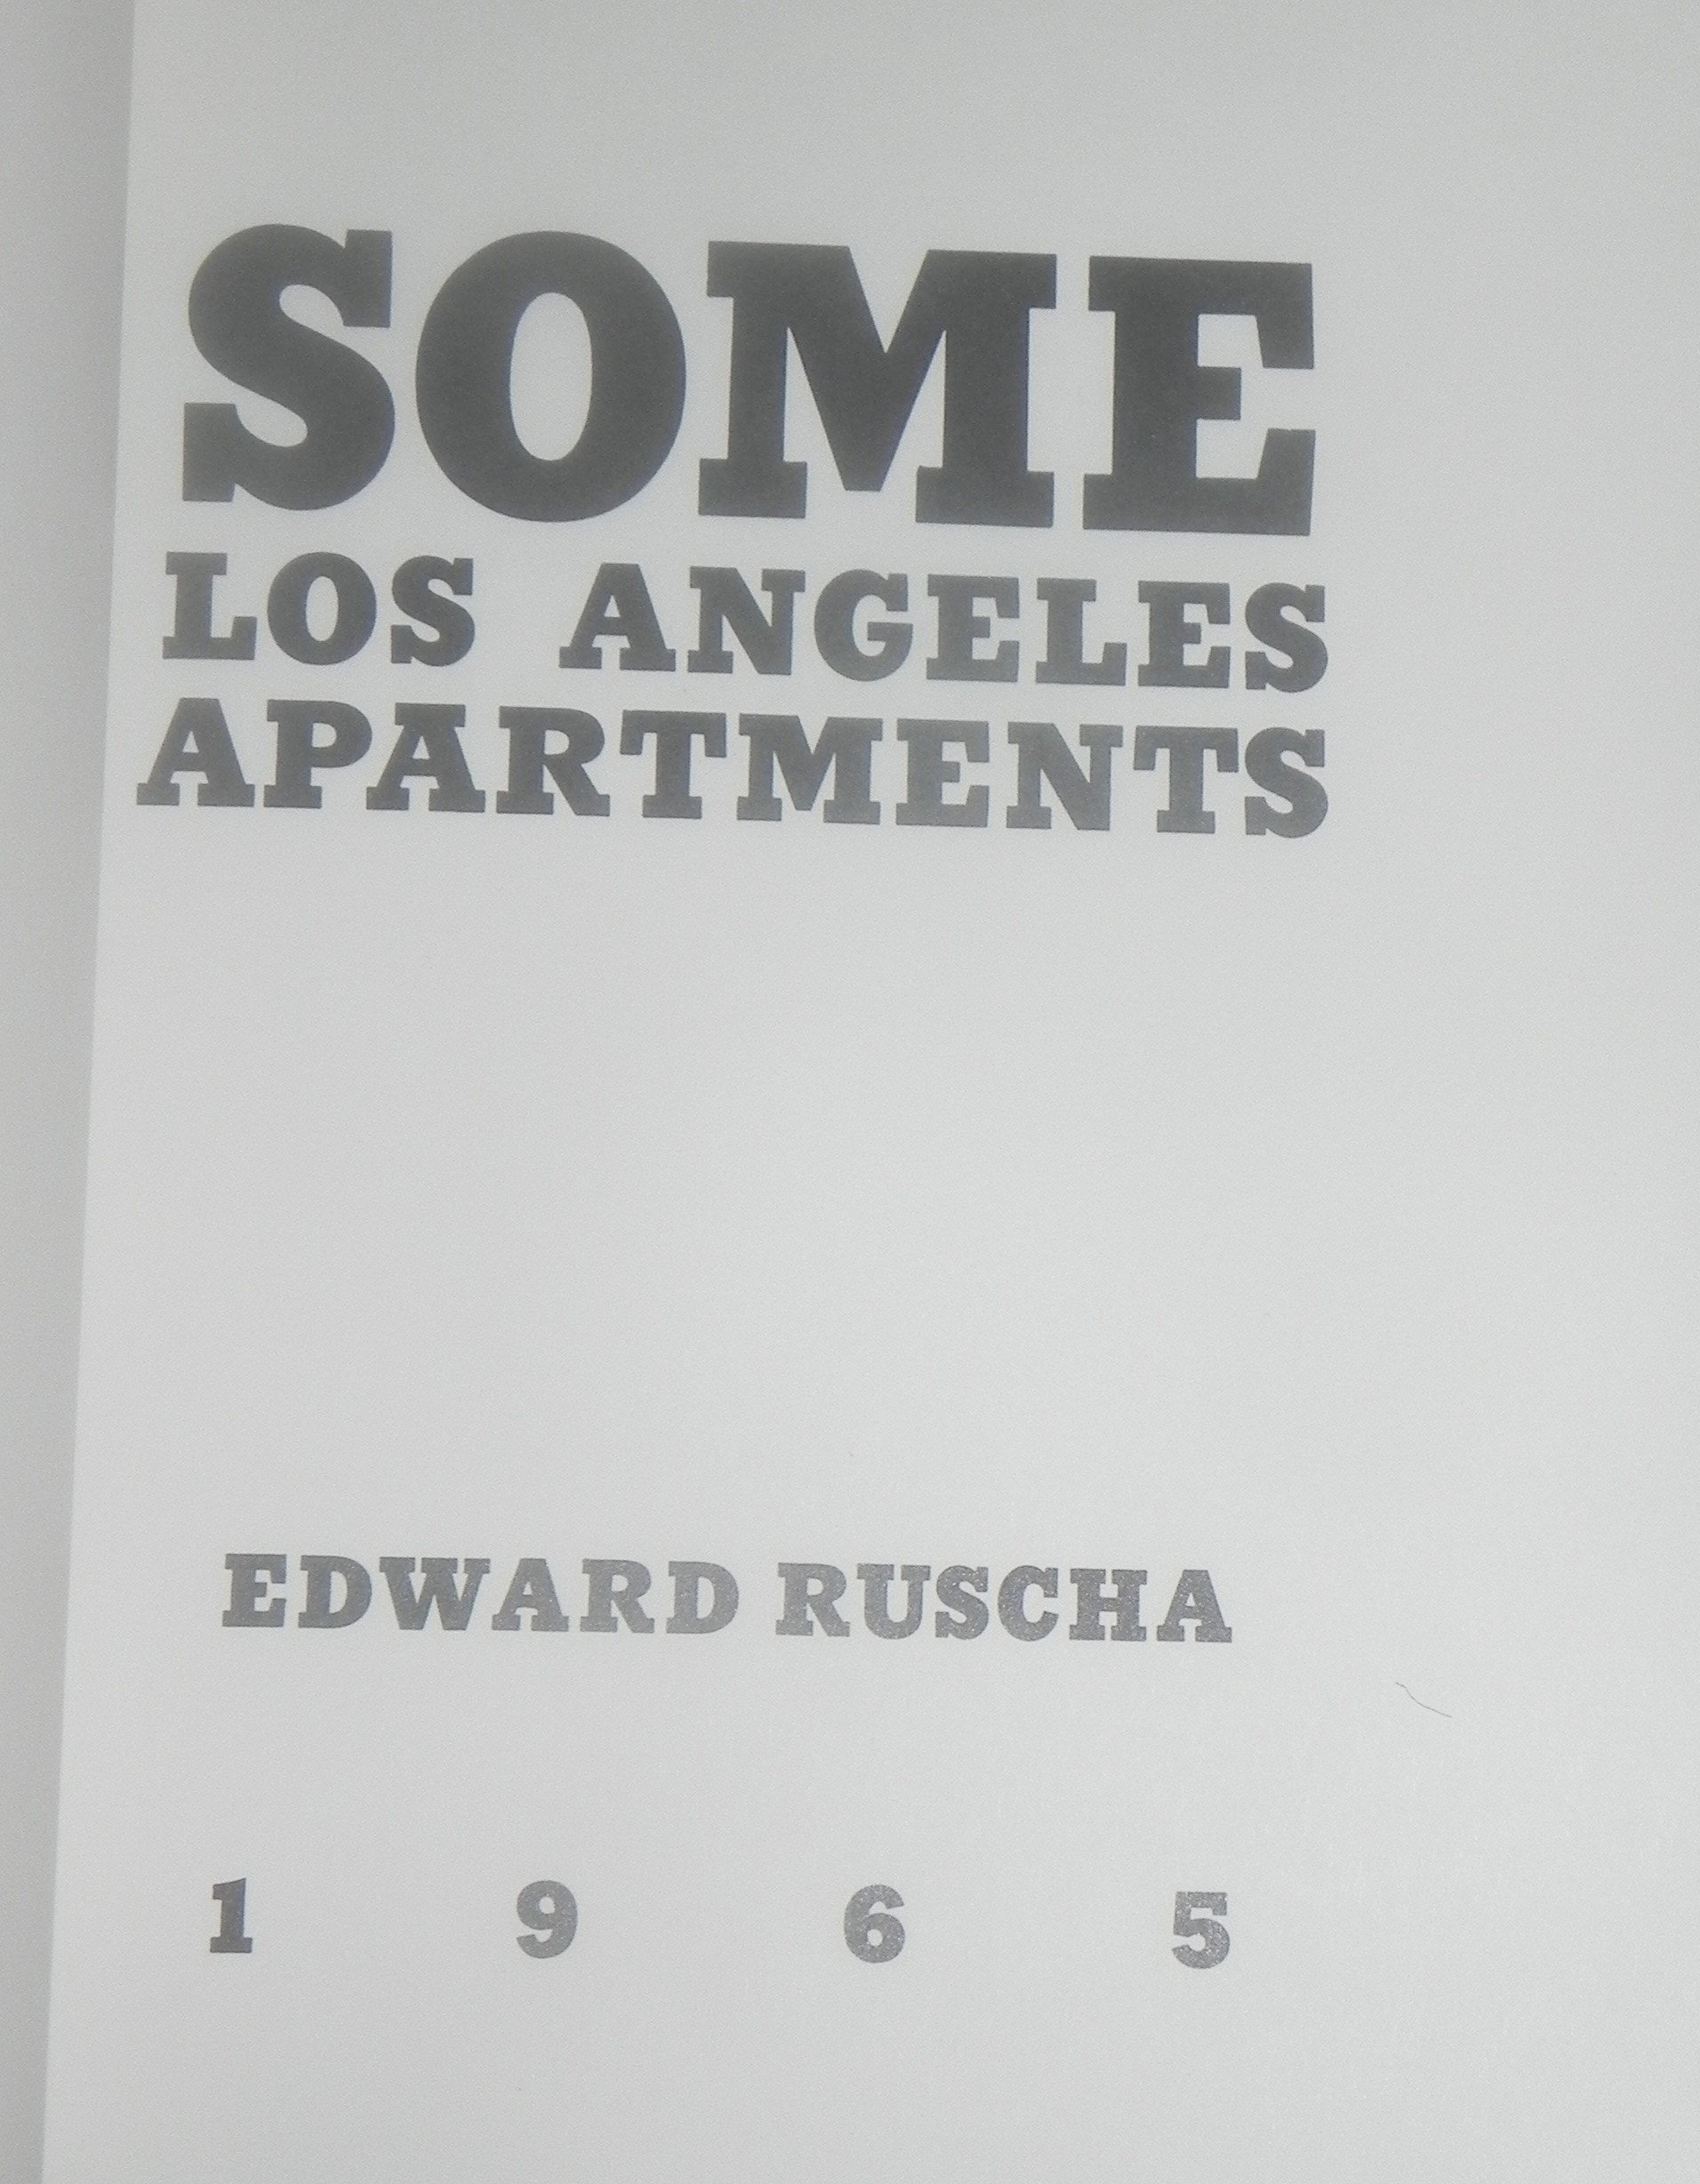 SOME
LOS ANGELES
APARTMENTS
EDWARD RUSCHA
1 9 6 5